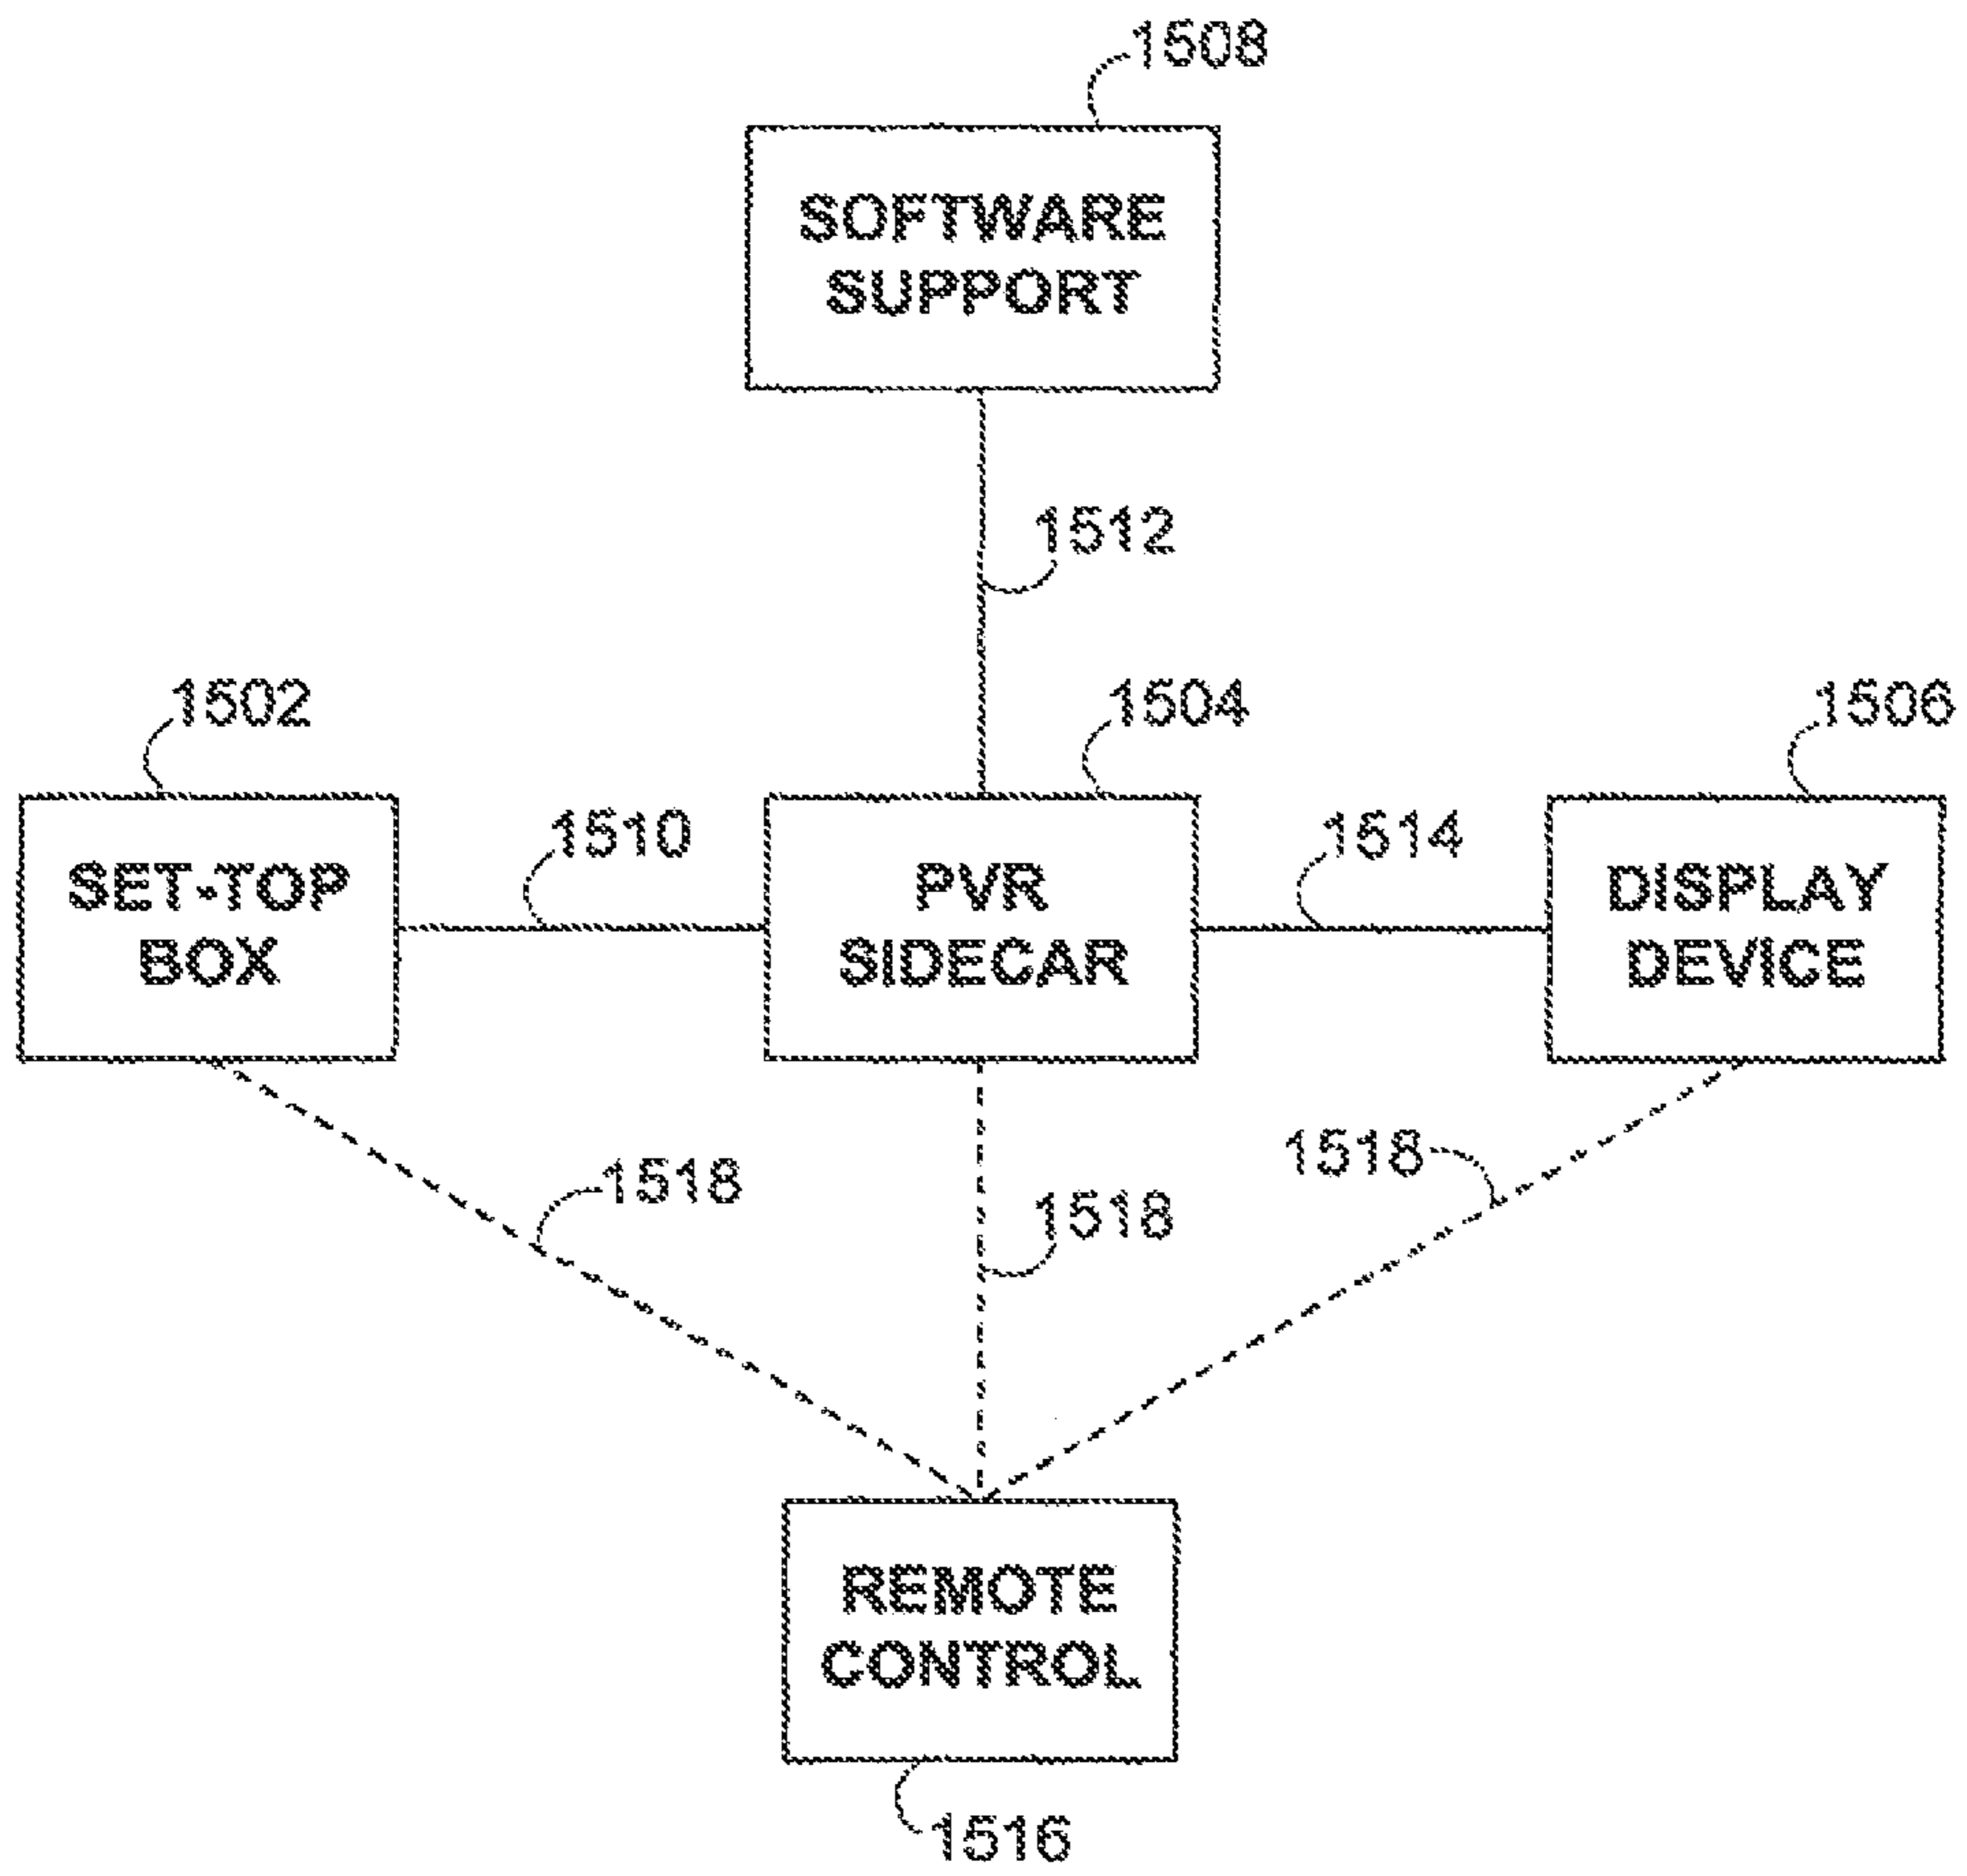 1508
SOFTWARE
SUPPORT
1512
1502
1504
1506
1510
1514
SET-TOP
BOX
PVR
SIDECAR
DISPLAY
DEVICE
1518
1518
1518
REMOTE
CONTROL
1516